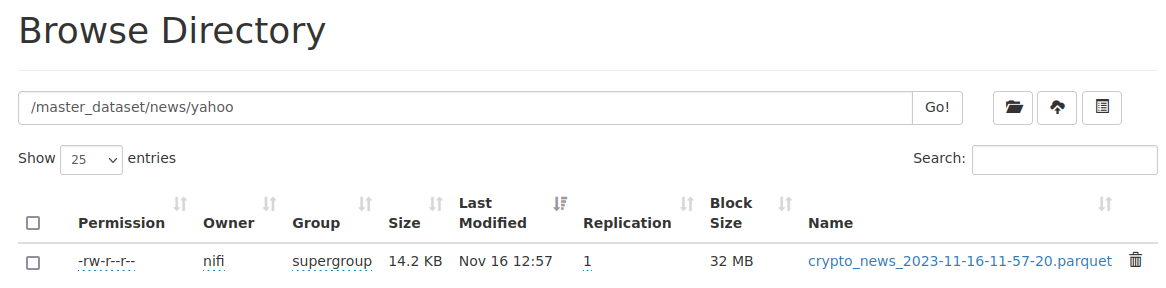 Browse Directory
/master_dataset/news/yahoo Go!
Show 25 entries Search:
Permission Owner Group Size Last Modified Replication Block Size Name
-rw-r--r-- nifi supergroup 14.2 KB Nov 16 12:57 1 32 MB crypto_news_2023-11-16-11-57-20.parquet